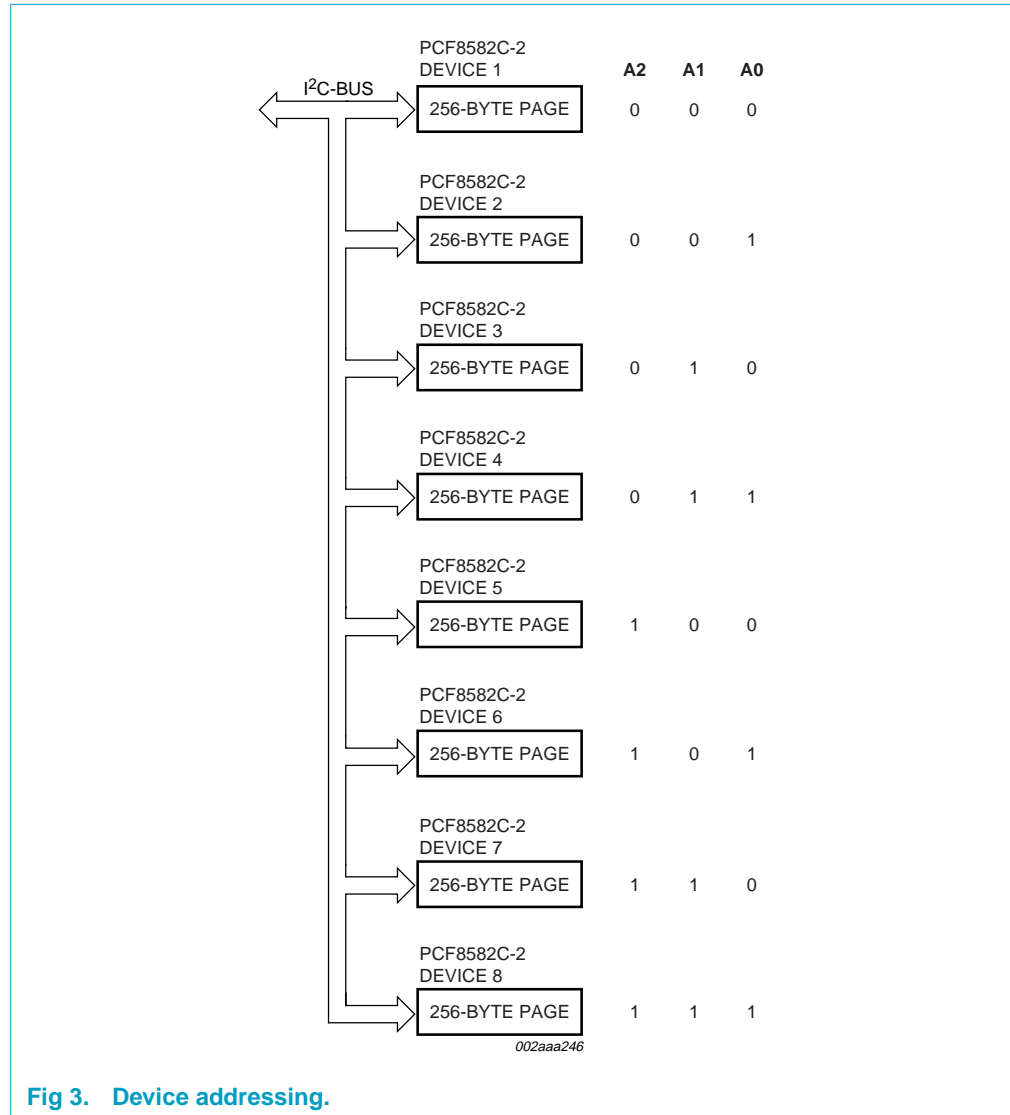 PCF8582C-2
DEVICE 1 A2 A1 A0
I2C-BUS
256-BYTE PAGE 0 0 0
PCF8582C-2
DEVICE 2
256-BYTE PAGE 0 0 1
PCF8582C-2
DEVICE 3
256-BYTE PAGE 0 1 0
PCF8582C-2
DEVICE 4
256-BYTE PAGE 0 1 1
PCF8582C-2
DEVICE 5
256-BYTE PAGE 1 0 0
PCF8582C-2
DEVICE 6
256-BYTE PAGE 1 0 1
PCF8582C-2
DEVICE 7
256-BYTE PAGE 1 1 0
PCF8582C-2
DEVICE 8
256-BYTE PAGE 1 1 1
002aaa246
Fig 3. Device addressing.